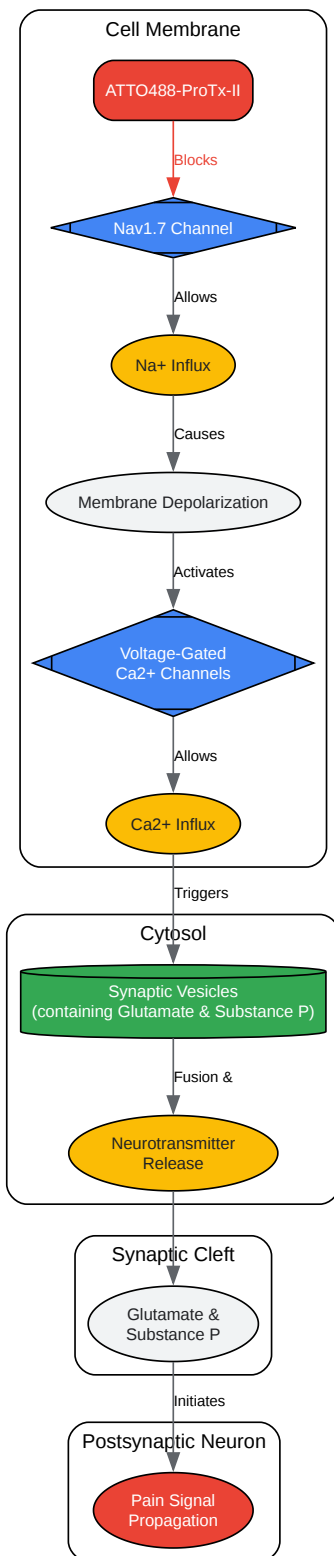 Cell Membrane
ATTO488-ProTx-II
Blocks
Nav1.7 Channel
Allows
Na+ Influx
Causes
Membrane Depolarization
Activates
Voltage-Gated
Ca2+ Channels
Allows
Ca2+ Influx
Triggers
Cytosol
Synaptic Vesicles
(containing Glutamate & Substance P)
Fusion &
Neurotransmitter
Release
Synaptic Cleft
Glutamate &
Substance P
Initiates
Postsynaptic Neuron
Pain Signal
Propagation